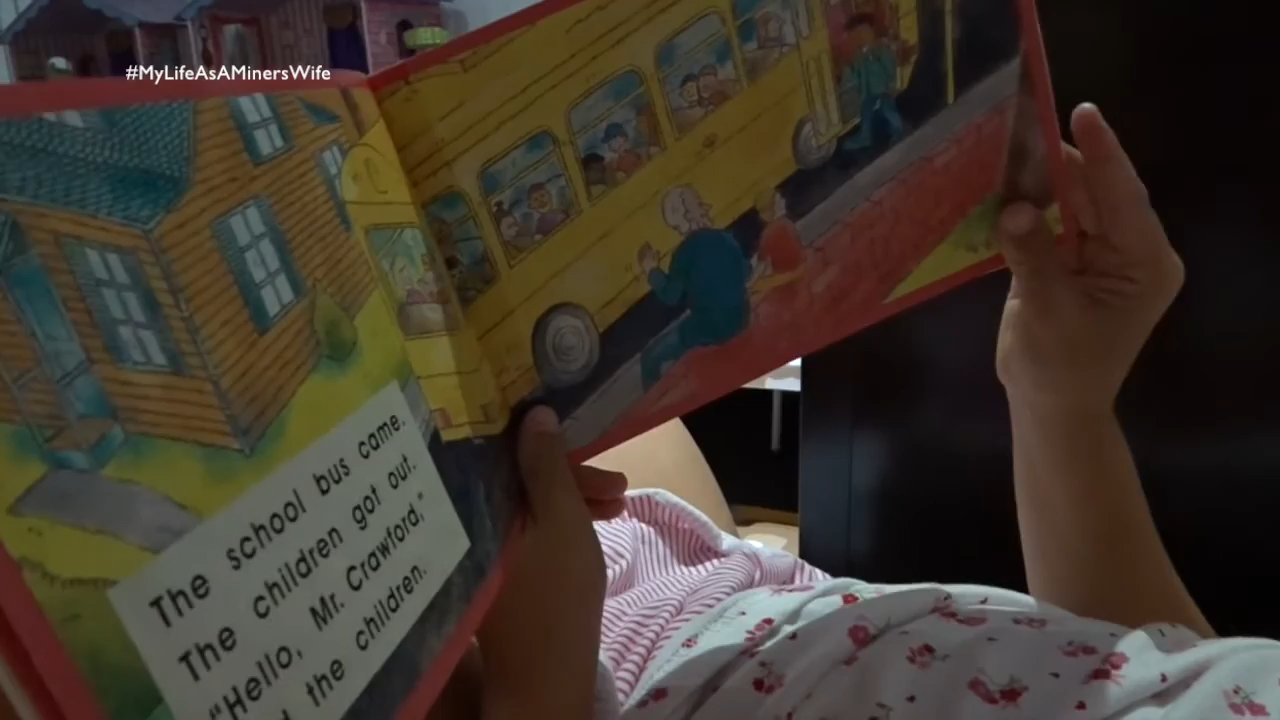 #MyLifeAsAMinersWife
The school bus came.
The children got out.
"Hello, Mr. Crawford,"
the children.